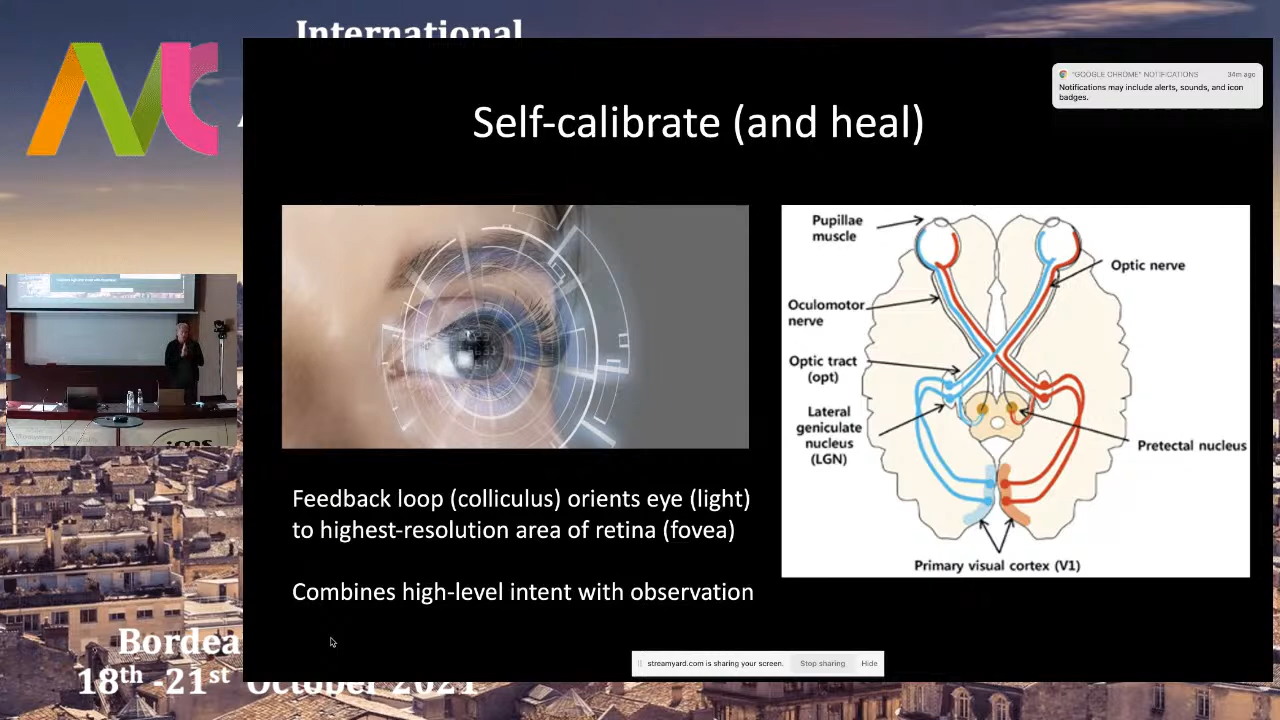 International
"GOOGLE CHROME" NOTIFICATIONS
34m ago
Notifications may include alerts, sounds, and icon
badges.
Self-calibrate (and heal)
Pupillae
muscle
Optic nerve
Oculomotor
nerve
Optic tract
(opt)
Lateral
geniculate
nucleus
(LGN)
Pretectal nucleus
Primary visual cortex (V1)
Feedback loop (colliculus) orients eye (light)
to highest-resolution area of retina (fovea)
Combines high-level intent with observation
streamyard.com is sharing your screen.
Stop sharing
Hide
ims
Bordea
18th -21st October 2021